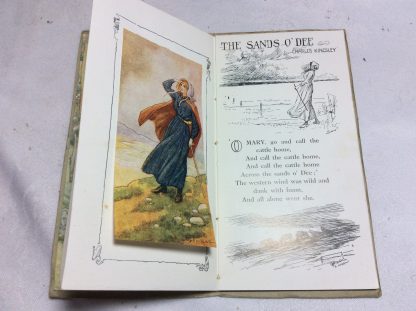 THE SANDS O' DEE
CHARLES KINGSLEY
"O MARY, go and call the
cattle home,
And call the cattle home,
And call the cattle home
Across the sands o' Dee;"
The western wind was wild and
dank with foam,
And all alone went she.